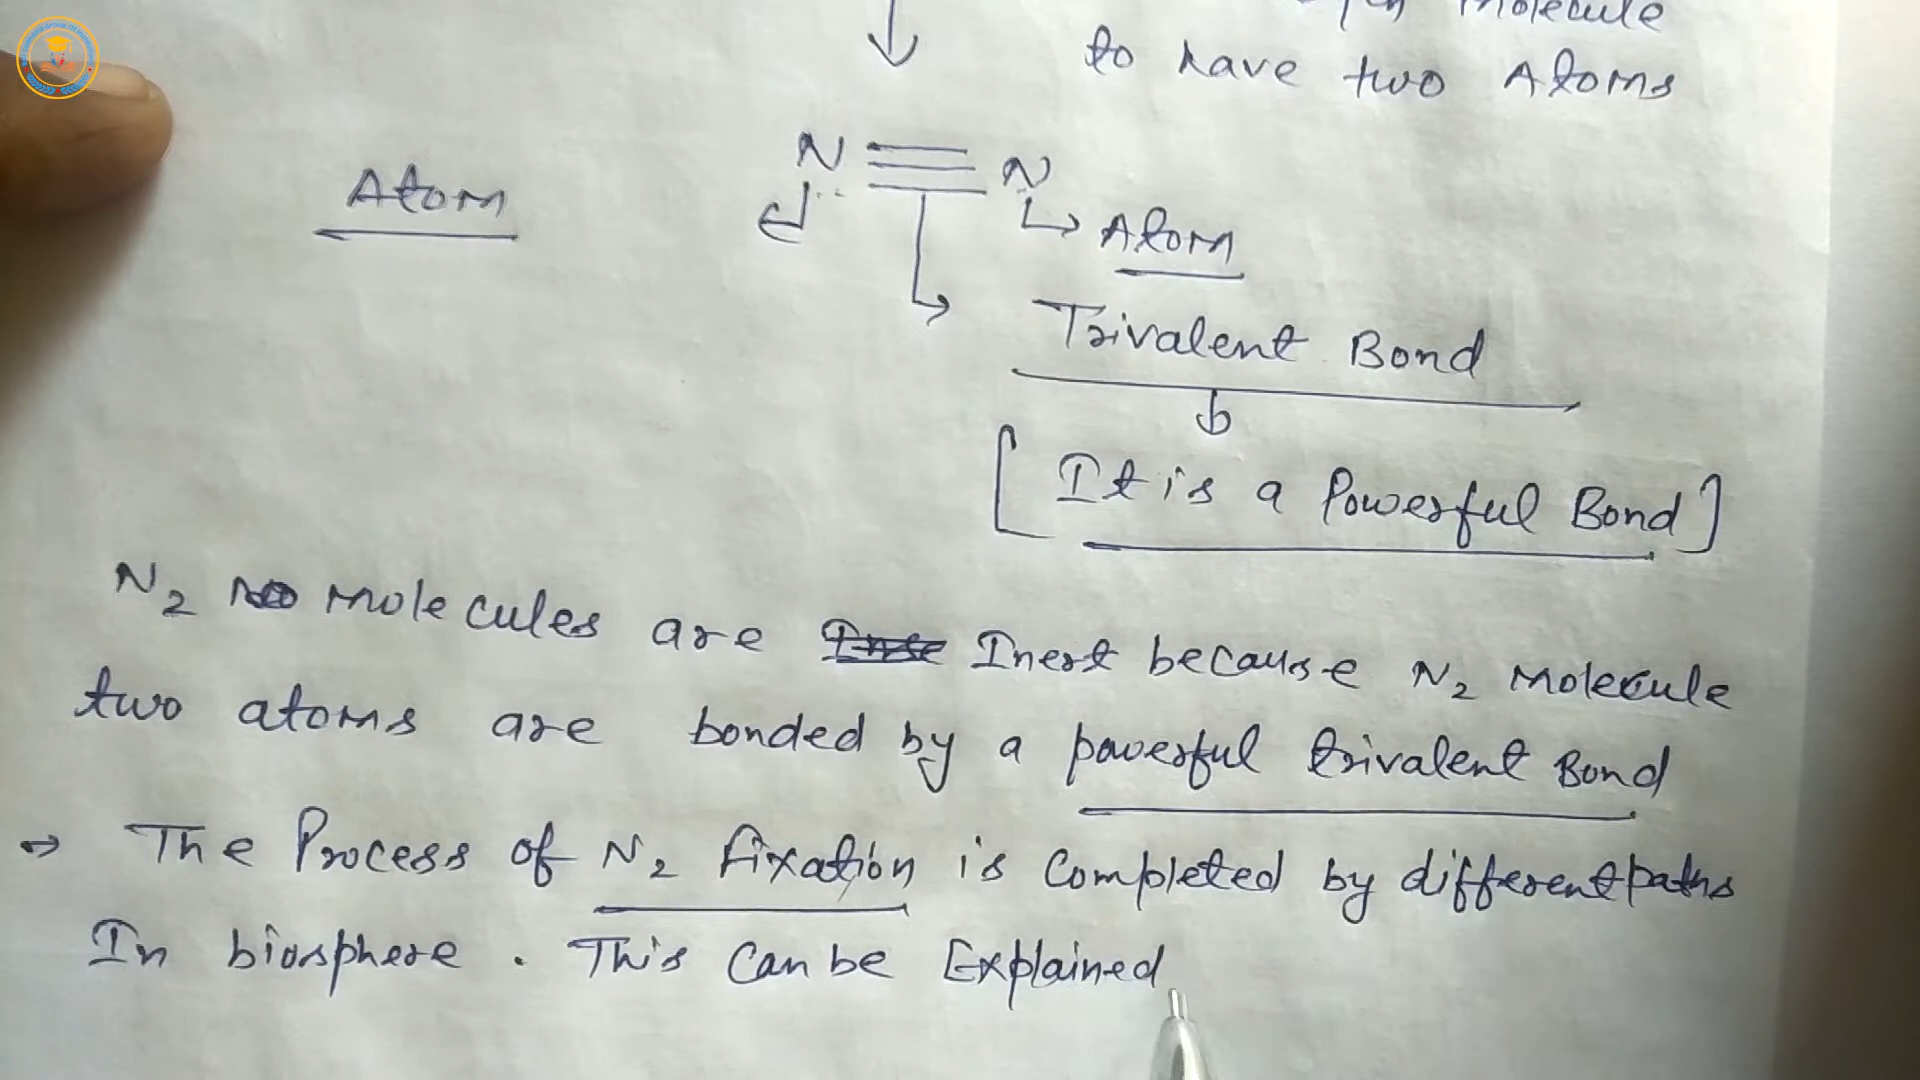 Molecule
to have two Atoms
N ≡ N
Atom
Atom
Trivalent Bond
[It is a Powerful Bond]
N2 molecules are Inert because N2 molecule
two atoms are bonded by a powerful trivalent Bond
→ The Process of N2 fixation is completed by different paths
In biosphere. This can be Explained